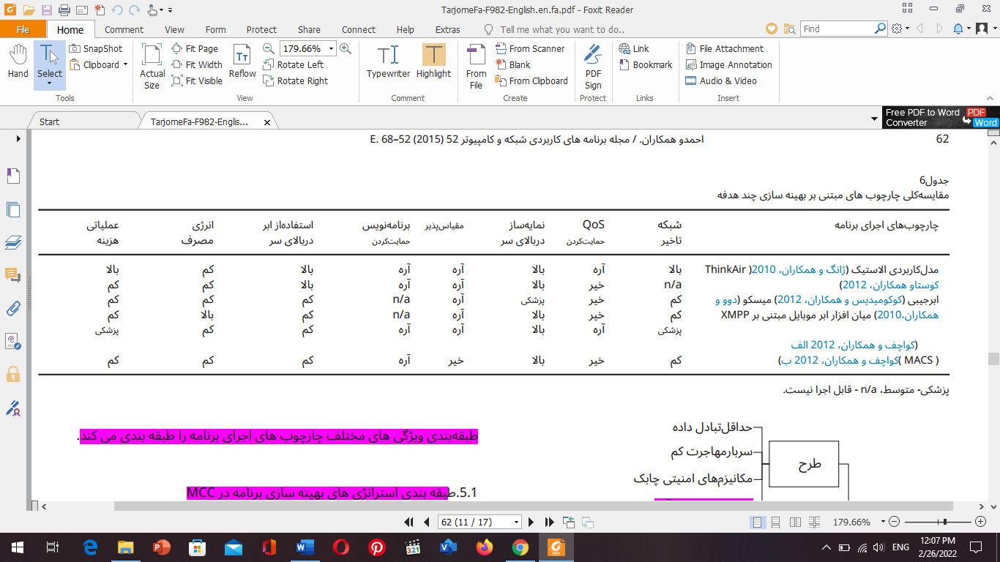 TarjomeFa-F982-English.en.fa.pdf - Foxit Reader
File Home Comment View Form Protect Share Connect Help Extras Tell me what you want to do.. Find
Hand
Select
SnapShot
Clipboard
Tools
Actual Size
Fit Page
Fit Width
Fit Visible
Reflow
179.66%
Rotate Left
Rotate Right
View
Typewriter
Highlight
Comment
From File
From Scanner
Blank
From Clipboard
Create
PDF Sign
Protect
Link
Bookmark
Links
File Attachment
Image Annotation
Audio & Video
Insert
Start
TarjomeFa-F982-Englis...
Free PDF to Word Converter
PDF
Word
62 احمدو همکاران. / مجله برنامه های کاربردی شبکه و کامپیوتر 52 (2015) 52–68 .E
جدول6
مقایسه‌کلی چارچوب های مبتنی بر بهینه سازی چند هدفه
چارچوب‌های اجرای برنامه شبکه QoS نمایه‌ساز مقیاس‌پذیر برنامه‌نویس استفاده‌از ابر انرژی عملیاتی
تاخیر حمایت‌کردن دربالای سر حمایت‌کردن دربالای سر مصرف هزینه
مدل‌کاربردی الاستیک (ژانگ و همکاران، 2010( ThinkAir بالا آره بالا آره آره بالا کم بالا
کوستاو همکاران، 2012) n/a خیر بالا آره آره بالا کم کم
ابرجیبی (کوکومیدیس و همکاران، 2012) میسکو (دوو و کم خیر پزشکی آره n/a کم کم کم
همکاران،2010) میان افزار ابر موبایل مبتنی بر XMPP کم خیر بالا آره n/a کم بالا کم
پزشکی آره بالا آره آره کم کم پزشکی
(کواچف و همکاران، 2012 الف
( MACS )کواچف و همکاران، 2012 ب) کم خیر بالا خیر آره کم کم کم
پزشکی- متوسط، n/a - قابل اجرا نیست.
حداقل‌تبادل داده
سربارمهاجرت کم
مکانیزم‌های امنیتی چابک
طرح
طبقه‌بندی ویژگی های مختلف چارچوب های اجرای برنامه را طبقه بندی می کند.
5.1.طبقه بندی استراتژی های بهینه سازی برنامه در MCC
62 (11 / 17)
179.66%
321
ENG
12:07 PM
2/26/2022